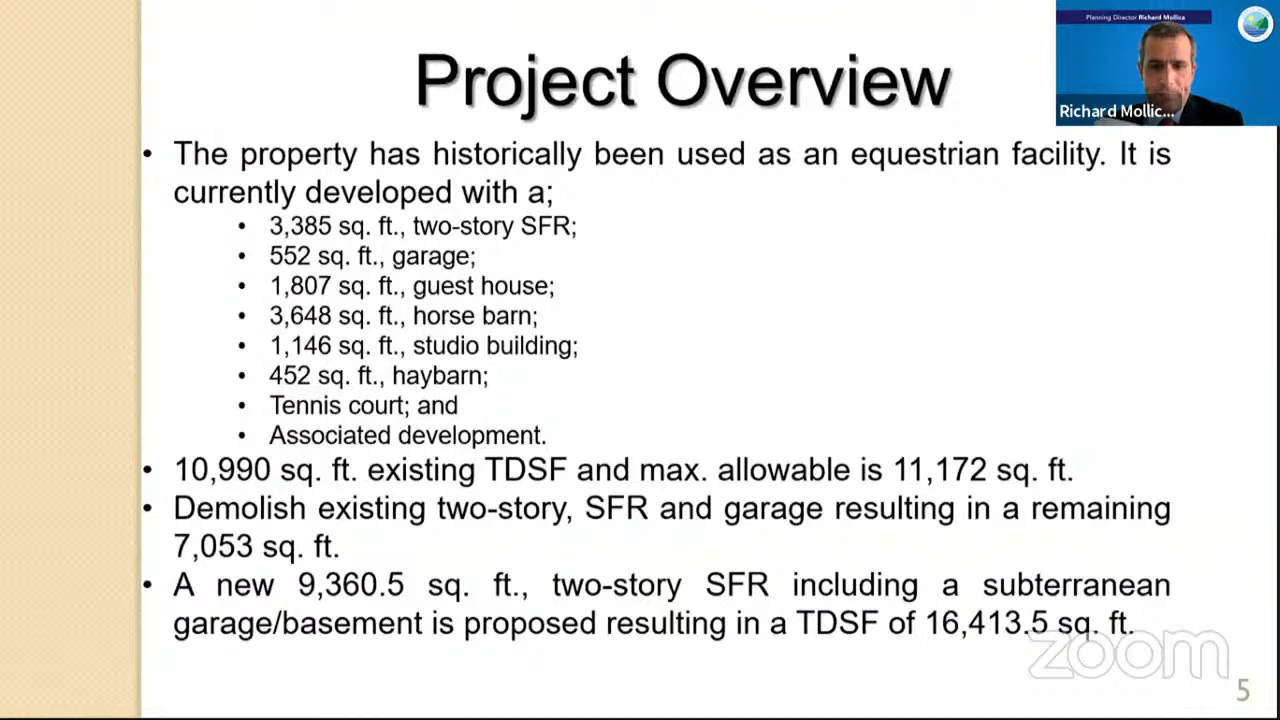 Planning Director Richard Mollica
Richard Mollic...
Project Overview
• The property has historically been used as an equestrian facility. It is
currently developed with a;
• 3,385 sq. ft., two-story SFR;
• 552 sq. ft., garage;
• 1,807 sq. ft., guest house;
• 3,648 sq. ft., horse barn;
• 1,146 sq. ft., studio building;
• 452 sq. ft., haybarn;
• Tennis court; and
• Associated development.
• 10,990 sq. ft. existing TDSF and max. allowable is 11,172 sq. ft.
• Demolish existing two-story, SFR and garage resulting in a remaining
7,053 sq. ft.
• A new 9,360.5 sq. ft., two-story SFR including a subterranean
garage/basement is proposed resulting in a TDSF of 16,413.5 sq. ft.
zoom
5